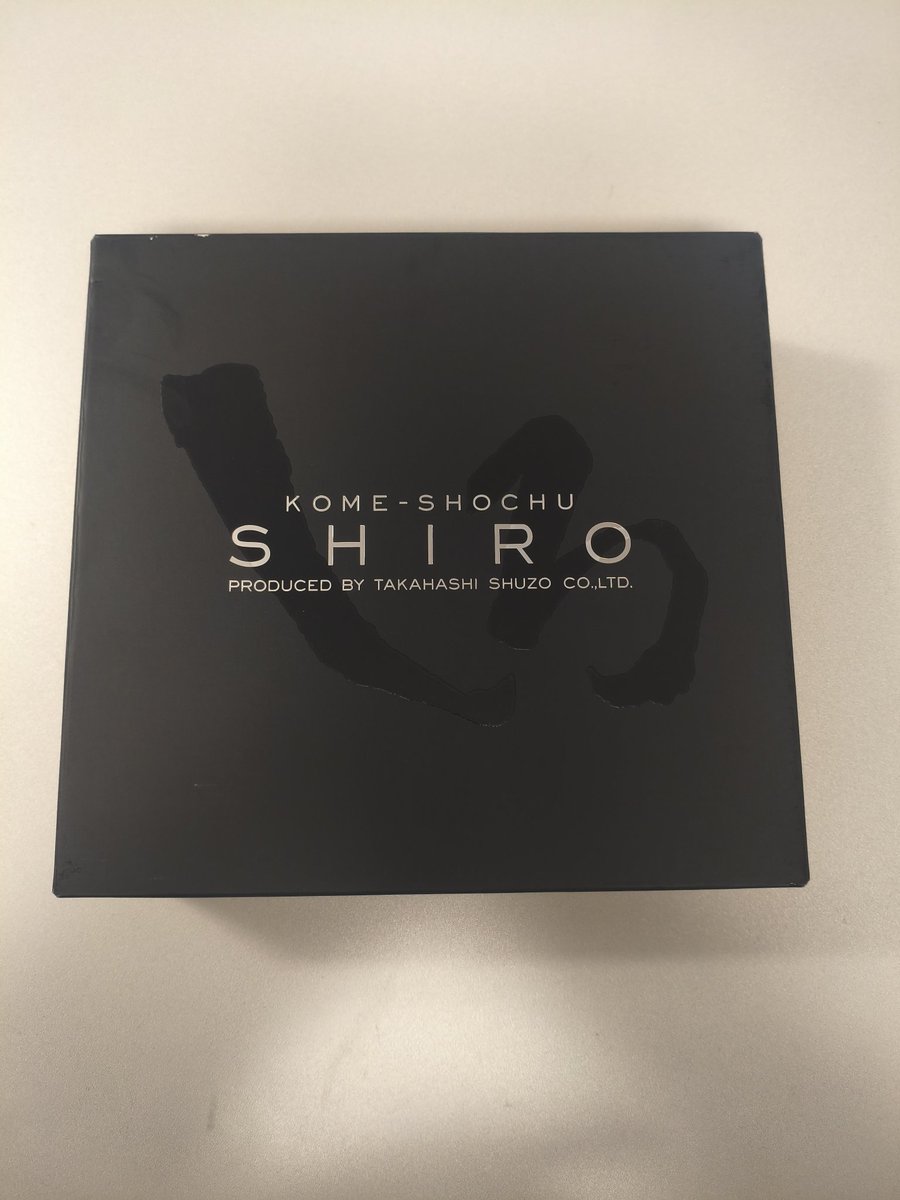 しろ
KOME-SHOCHU
SHIRO
PRODUCED BY TAKAHASHI SHUZO CO.,LTD.